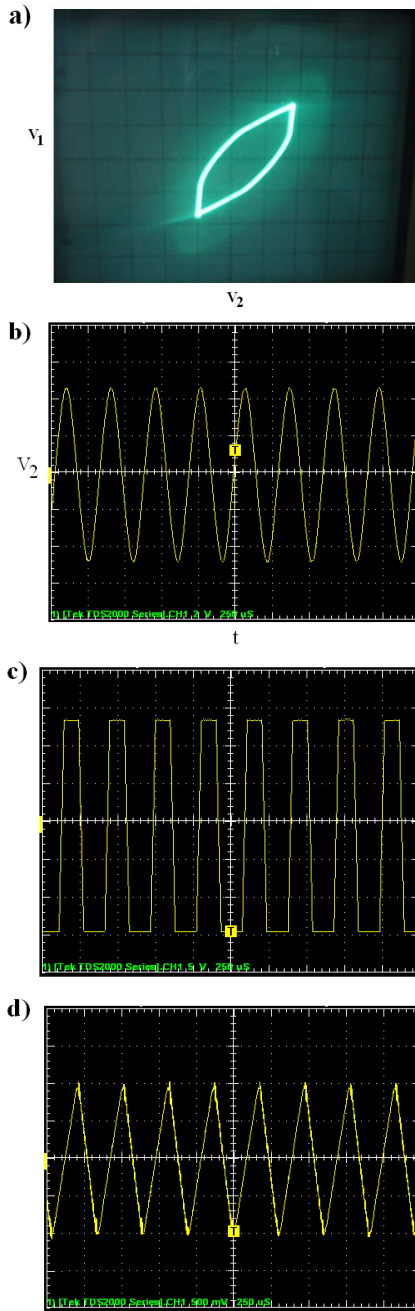 a)
V1
V2
b)
V2
T
1) [Tek TDS2000 Series].CH1 2 V 250 uS
t
c)
T
1) [Tek TDS2000 Series].CH1 5 V 250 uS
d)
T
1) [Tek TDS2000 Series].CH1 500 mV 250 uS